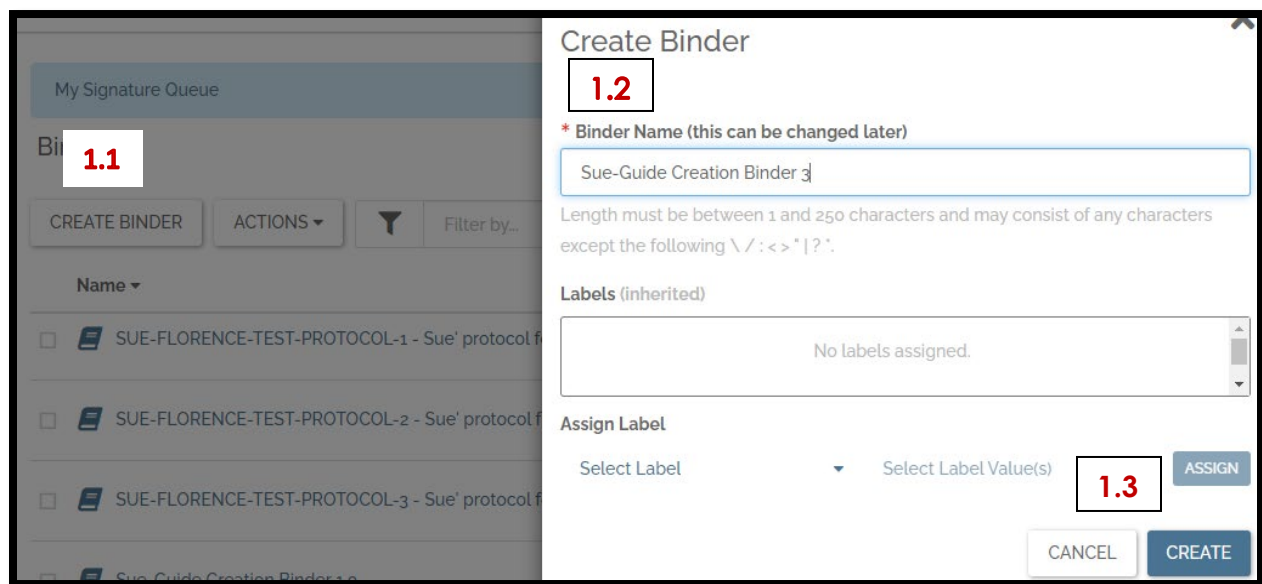 My Signature Queue
1.1
CREATE BINDER
ACTIONS
Filter by...
Name
SUE-FLORENCE-TEST-PROTOCOL-1 - Sue' protocol f
SUE-FLORENCE-TEST-PROTOCOL-2 - Sue' protocol f
SUE-FLORENCE-TEST-PROTOCOL-3 - Sue' protocol f
Create Binder
1.2
* Binder Name (this can be changed later)
Sue-Guide Creation Binder 3
Length must be between 1 and 250 characters and may consist of any characters
except the following \ / : < > " | ? *.
Labels (inherited)
No labels assigned.
Assign Label
Select Label
Select Label Value(s)
1.3
ASSIGN
CANCEL
CREATE